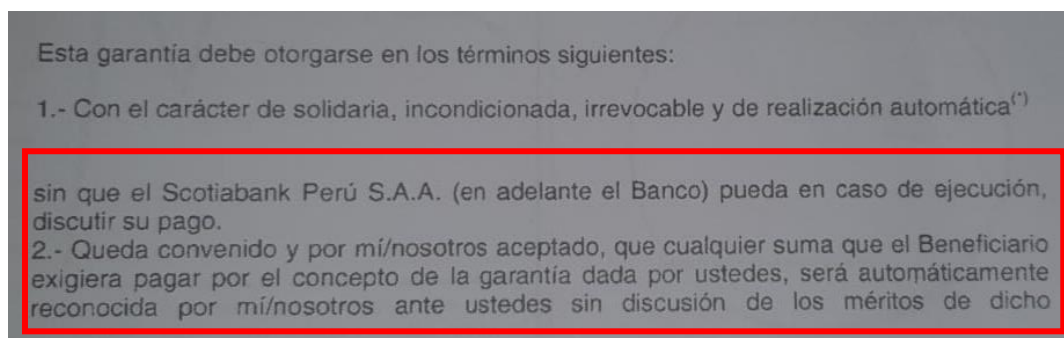 Esta garantía debe otorgarse en los términos siguientes:
1.- Con el carácter de solidaria, incondicionada, irrevocable y de realización automática(*)
sin que el Scotiabank Perú S.A.A. (en adelante el Banco) pueda en caso de ejecución,
discutir su pago.
2.- Queda convenido y por mí/nosotros aceptado, que cualquier suma que el Beneficiario
exigiera pagar por el concepto de la garantía dada por ustedes, será automáticamente
reconocida por mí/nosotros ante ustedes sin discusión de los méritos de dicho